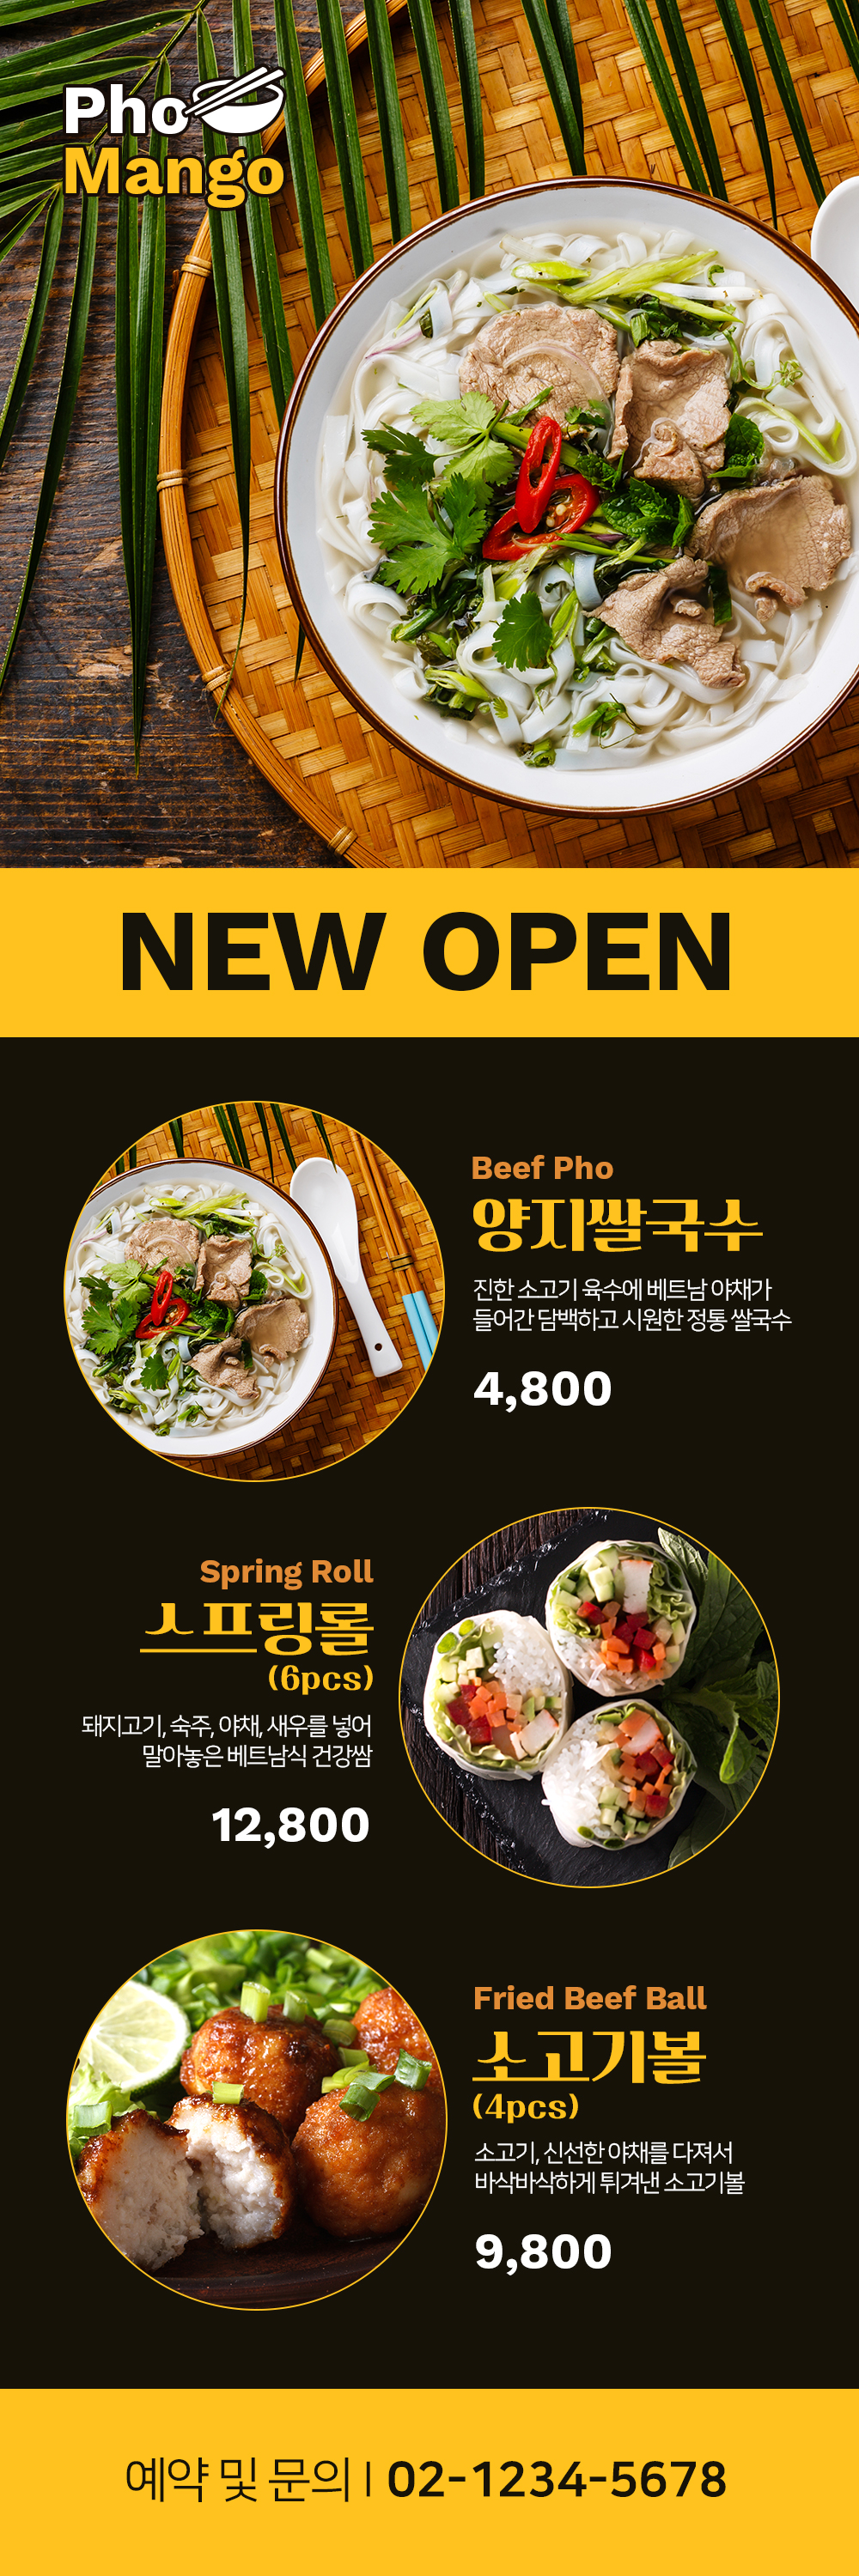 Pho
Mango
NEW OPEN
Beef Pho
양지쌀국수
진한 소고기 육수에 베트남 야채가
들어간 담백하고 시원한 정통 쌀국수
4,800
Spring Roll
스프링롤
(6pcs)
돼지고기, 숙주, 야채, 새우를 넣어
말아놓은 베트남식 건강쌈
12,800
Fried Beef Ball
소고기볼
(4pcs)
소고기, 신선한 야채를 다져서
바삭바삭하게 튀겨낸 소고기볼
9,800
예약 및 문의 | 02-1234-5678